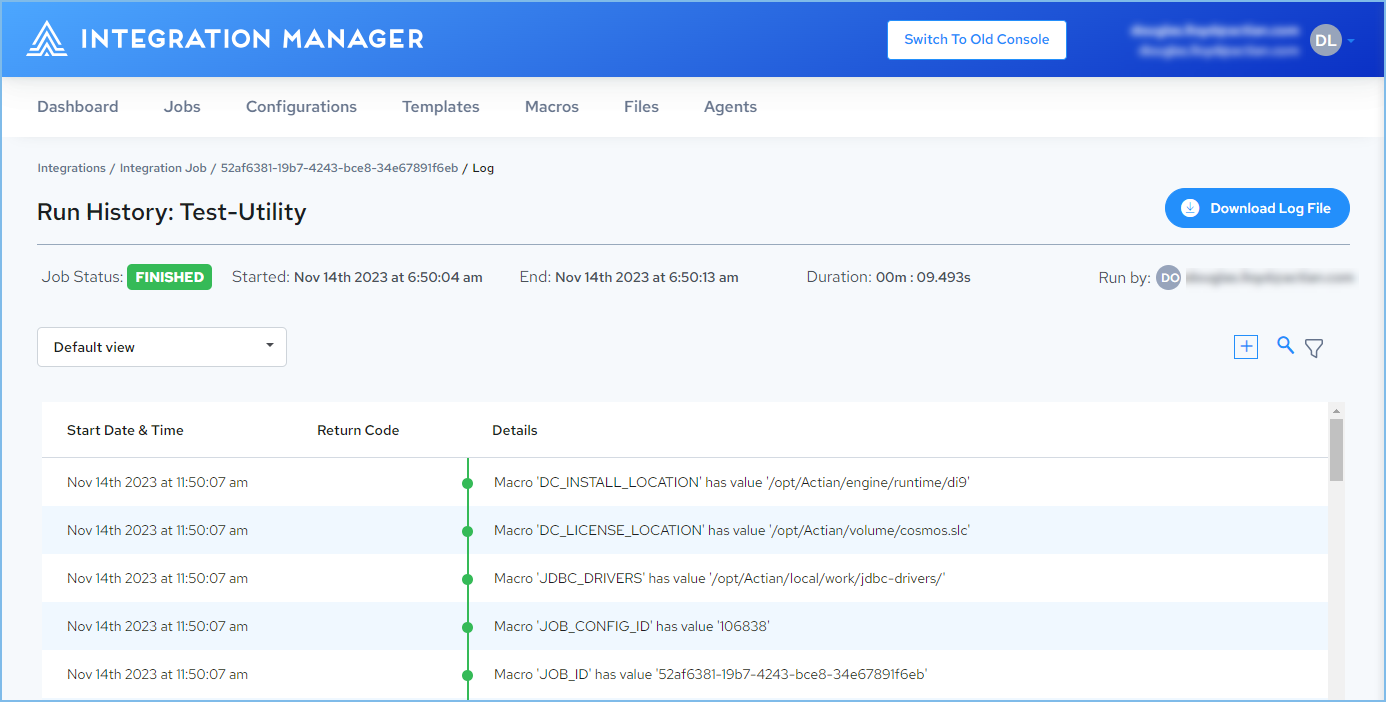 INTEGRATION MANAGER
Switch To Old Console
DL
Dashboard Jobs Configurations Templates Macros Files Agents
Integrations / Integration Job / 52af6381-19b7-4243-bce8-34e67891f6eb / Log
Run History: Test-Utility
Download Log File
Job Status: FINISHED Started: Nov 14th 2023 at 6:50:04 am End: Nov 14th 2023 at 6:50:13 am Duration: 00m : 09.493s Run by: DO
Default view
Start Date & Time Return Code Details
Nov 14th 2023 at 11:50:07 am Macro 'DC_INSTALL_LOCATION' has value '/opt/Actian/engine/runtime/di9'
Nov 14th 2023 at 11:50:07 am Macro 'DC_LICENSE_LOCATION' has value '/opt/Actian/volume/cosmos.slc'
Nov 14th 2023 at 11:50:07 am Macro 'JDBC_DRIVERS' has value '/opt/Actian/local/work/jdbc-drivers/'
Nov 14th 2023 at 11:50:07 am Macro 'JOB_CONFIG_ID' has value '106838'
Nov 14th 2023 at 11:50:07 am Macro 'JOB_ID' has value '52af6381-19b7-4243-bce8-34e67891f6eb'